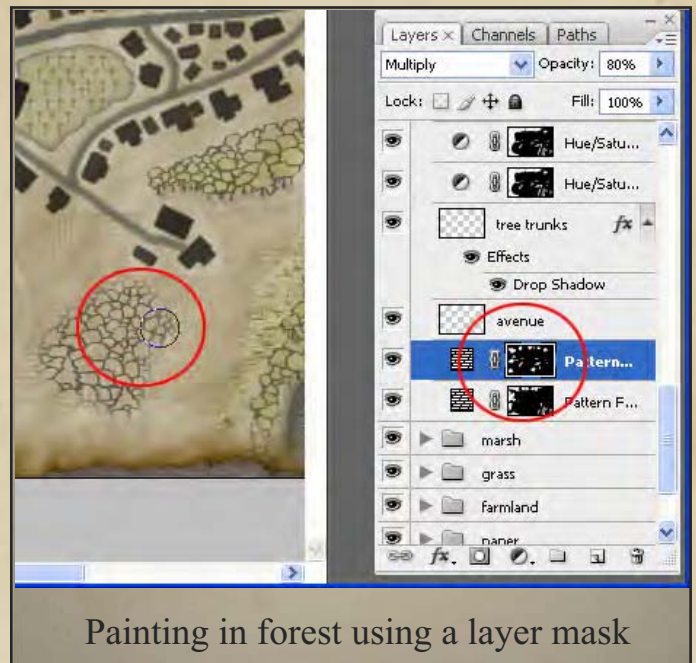 Layers × Channels Paths
Multiply Opacity: 80%
Lock: Fill: 100%
Hue/Satu...
Hue/Satu...
tree trunks fx
Effects
Drop Shadow
avenue
Pattern...
Pattern F...
marsh
grass
farmland
paper
fx.
Painting in forest using a layer mask